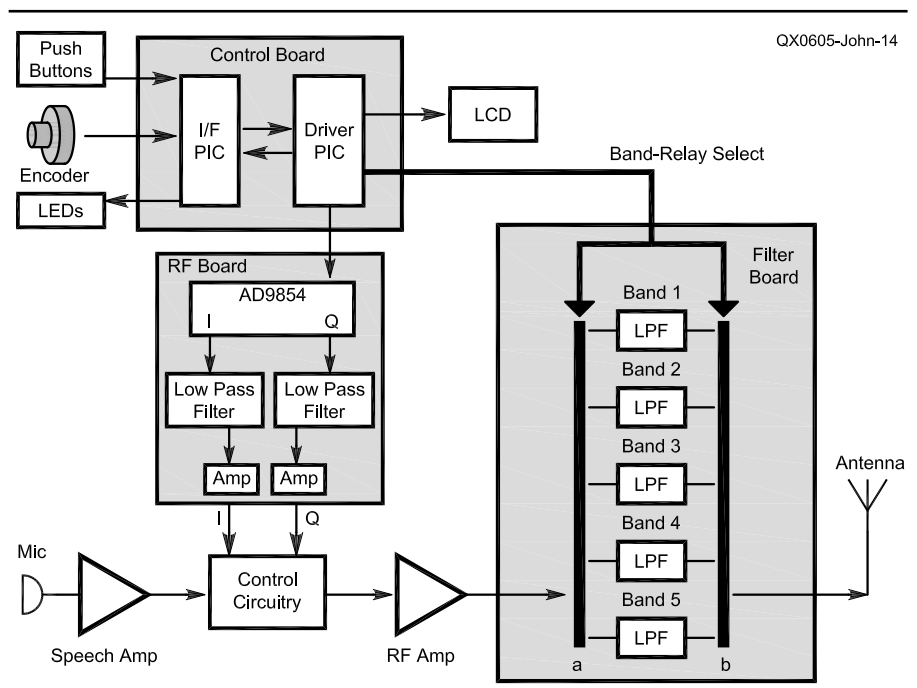 QX0605-John-14
Push
Buttons
Control Board
I/F
PIC
Driver
PIC
LCD
Encoder
LEDs
Band-Relay Select
RF Board
AD9854
I
Q
Low Pass
Filter
Low Pass
Filter
Amp
Amp
I
Q
Filter
Board
Band 1
LPF
Band 2
LPF
Band 3
LPF
Band 4
LPF
Band 5
LPF
a
b
Antenna
Mic
Speech Amp
Control
Circuitry
RF Amp